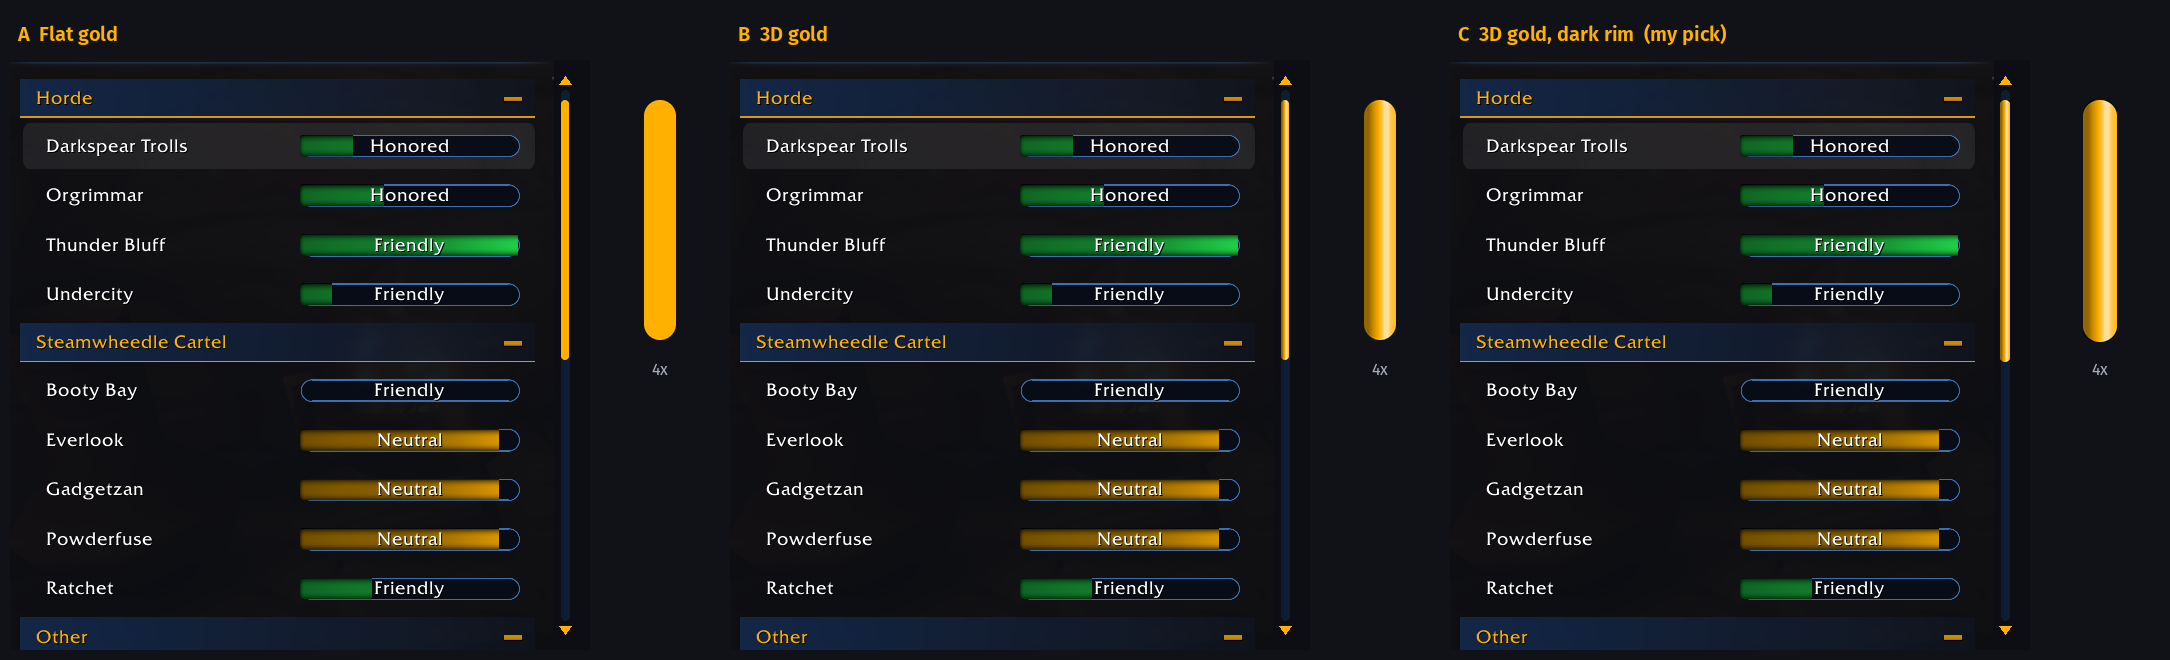 A Flat gold
Horde
Darkspear Trolls Honored
Orgrimmar Honored
Thunder Bluff Friendly
Undercity Friendly
Steamwheedle Cartel
Booty Bay Friendly
Everlook Neutral
Gadgetzan Neutral
Powderfuse Neutral
Ratchet Friendly
Other
4x
B 3D gold
Horde
Darkspear Trolls Honored
Orgrimmar Honored
Thunder Bluff Friendly
Undercity Friendly
Steamwheedle Cartel
Booty Bay Friendly
Everlook Neutral
Gadgetzan Neutral
Powderfuse Neutral
Ratchet Friendly
Other
4x
C 3D gold, dark rim (my pick)
Horde
Darkspear Trolls Honored
Orgrimmar Honored
Thunder Bluff Friendly
Undercity Friendly
Steamwheedle Cartel
Booty Bay Friendly
Everlook Neutral
Gadgetzan Neutral
Powderfuse Neutral
Ratchet Friendly
Other
4x